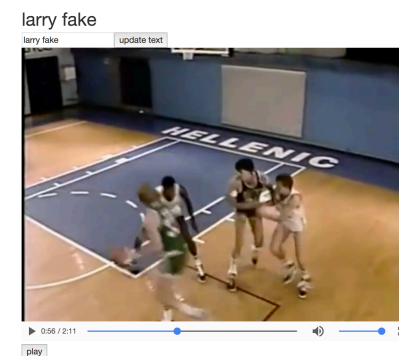 larry fake
larry fake update text
HELLENIC
0:56 / 2:11
play